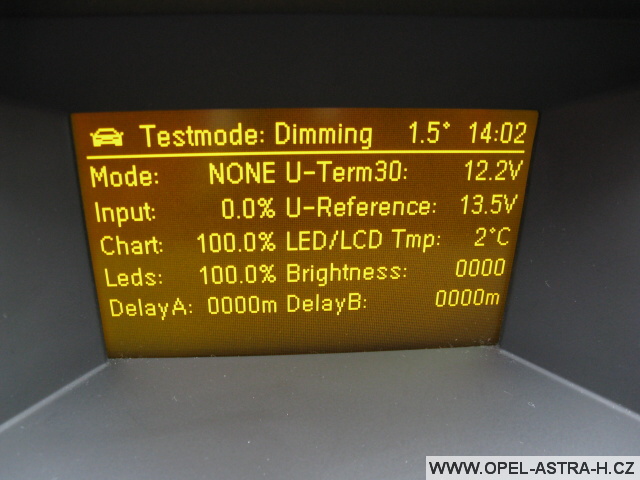 Testmode: Dimming 1.5° 14:02
Mode: NONE U-Term30: 12.2V
Input: 0.0% U-Reference: 13.5V
Chart: 100.0% LED/LCD Tmp: 2°C
Leds: 100.0% Brightness: 0000
DelayA: 0000m DelayB: 0000m
WWW.OPEL-ASTRA-H.CZ